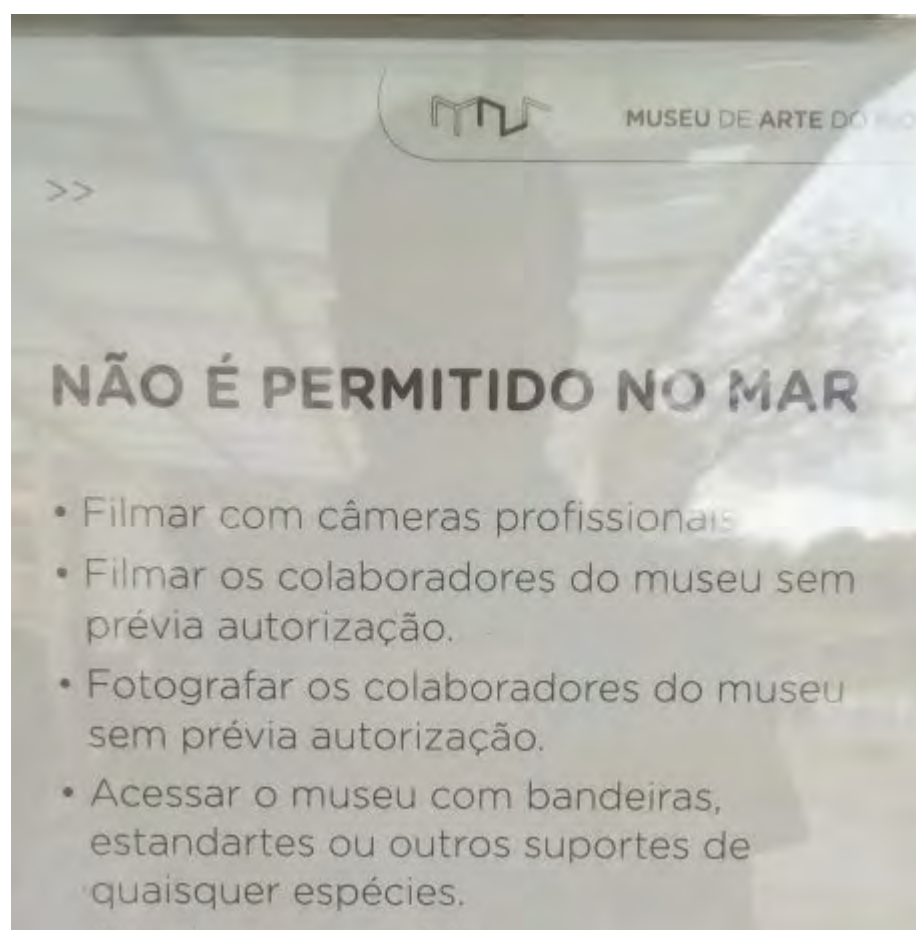 mar
MUSEU DE ARTE DO RIO
>>
NÃO É PERMITIDO NO MAR
• Filmar com câmeras profissionais
• Filmar os colaboradores do museu sem
prévia autorização.
• Fotografar os colaboradores do museu
sem prévia autorização.
• Acessar o museu com bandeiras,
estandartes ou outros suportes de
quaisquer espécies.